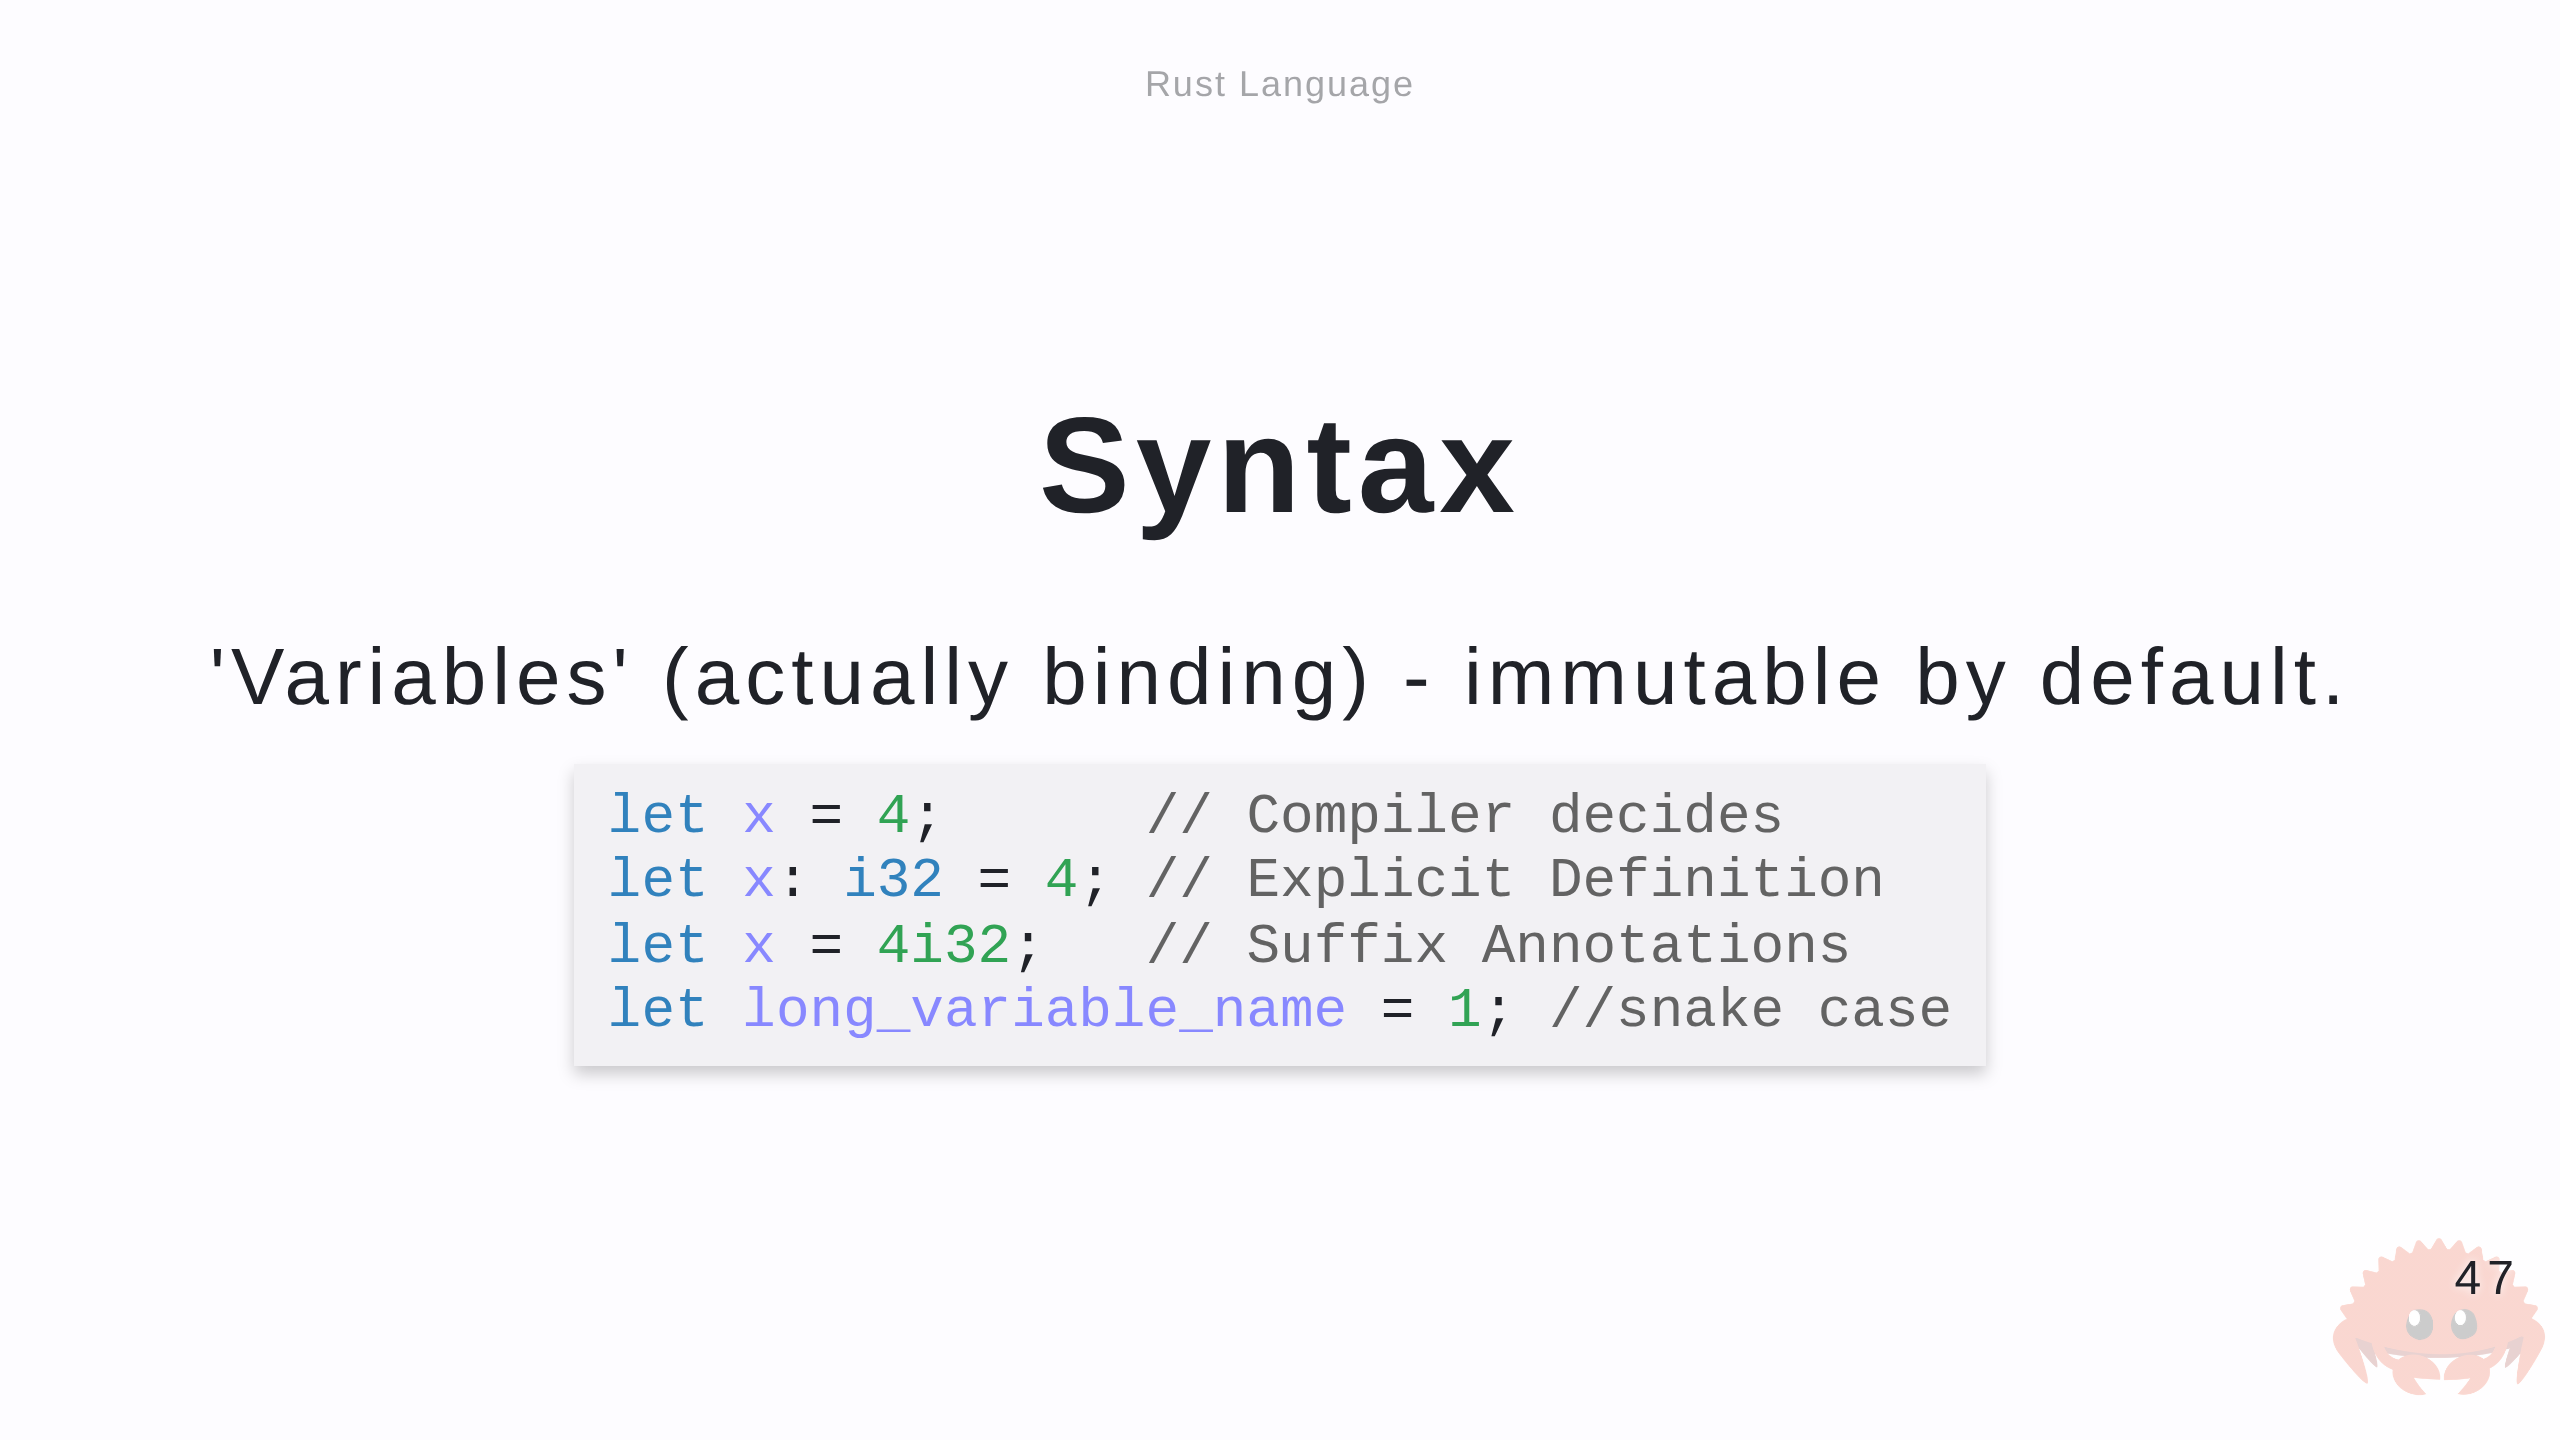 Rust Language
Syntax
'Variables' (actually binding) - immutable by default.
let x = 4;      // Compiler decides
let x: i32 = 4; // Explicit Definition
let x = 4i32;   // Suffix Annotations
let long_variable_name = 1; //snake case
47